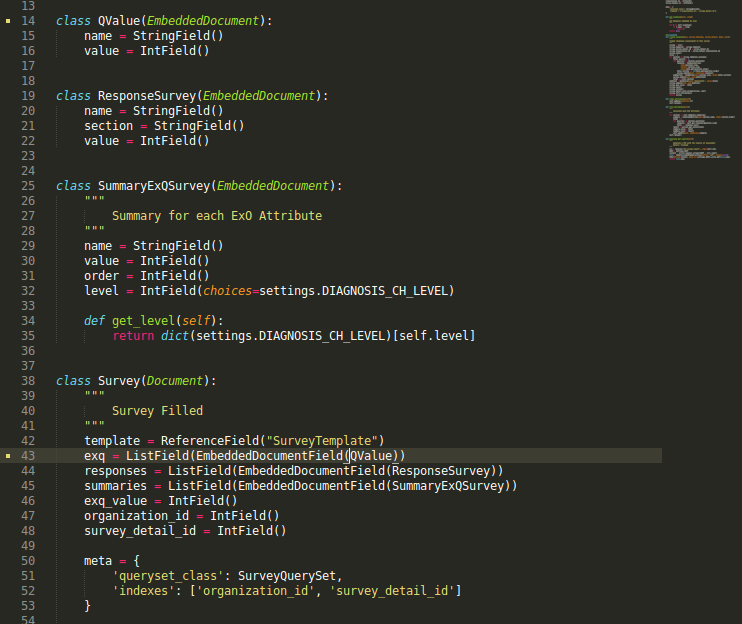 13
14 class QValue(EmbeddedDocument):
15     name = StringField()
16     value = IntField()
17
18
19 class ResponseSurvey(EmbeddedDocument):
20     name = StringField()
21     section = StringField()
22     value = IntField()
23
24
25 class SummaryExQSurvey(EmbeddedDocument):
26     """
27         Summary for each ExO Attribute
28     """
29     name = StringField()
30     value = IntField()
31     order = IntField()
32     level = IntField(choices=settings.DIAGNOSIS_CH_LEVEL)
33
34     def get_level(self):
35         return dict(settings.DIAGNOSIS_CH_LEVEL)[self.level]
36
37
38 class Survey(Document):
39     """
40         Survey Filled
41     """
42     template = ReferenceField("SurveyTemplate")
43     exq = ListField(EmbeddedDocumentField(QValue))
44     responses = ListField(EmbeddedDocumentField(ResponseSurvey))
45     summaries = ListField(EmbeddedDocumentField(SummaryExQSurvey))
46     exq_value = IntField()
47     organization_id = IntField()
48     survey_detail_id = IntField()
49
50     meta = {
51         'queryset_class': SurveyQuerySet,
52         'indexes': ['organization_id', 'survey_detail_id']
53     }
54